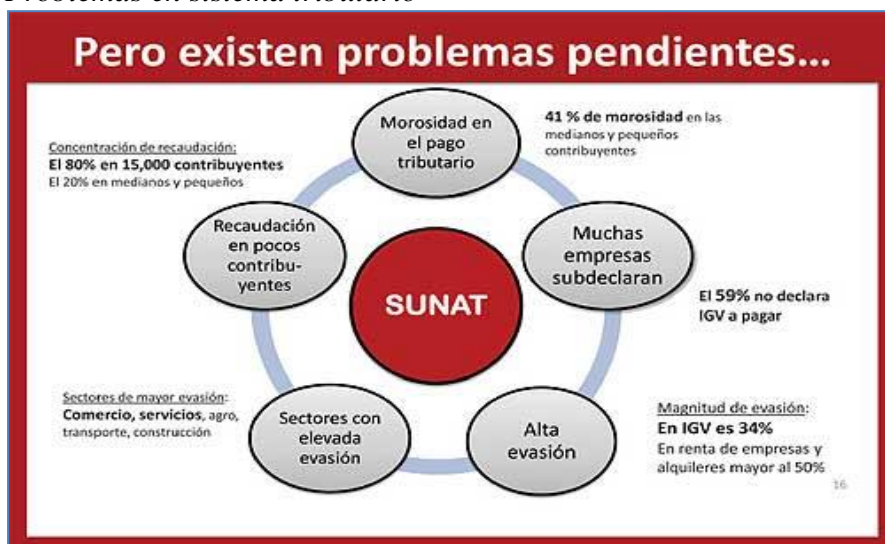 Problemas en sistema tributario
Pero existen problemas pendientes...
Morosidad en
el pago
tributario
41 % de morosidad en las
medianos y pequeños
contribuyentes
Concentración de recaudación:
El 80% en 15,000 contribuyentes
El 20% en medianos y pequeños
Recaudación
en pocos
contribu-
yentes
Muchas
empresas
subdeclaran
SUNAT
El 59% no declara
IGV a pagar
Sectores de mayor evasión:
Comercio, servicios, agro,
transporte, construcción
Sectores con
elevada
evasión
Alta
evasión
Magnitud de evasión:
En IGV es 34%
En renta de empresas y
alquileres mayor al 50%
16